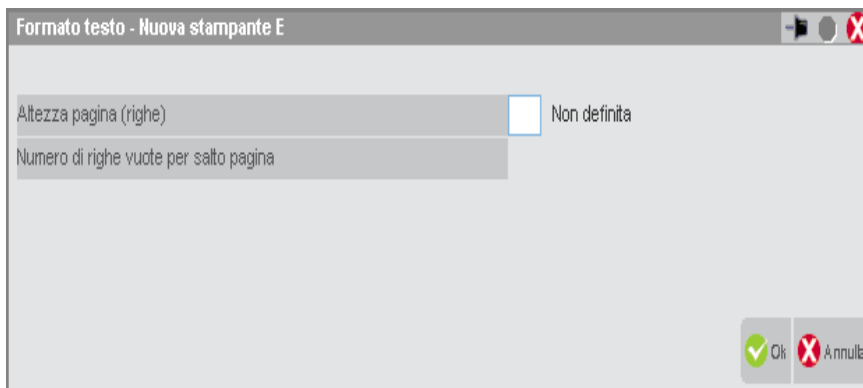 Formato testo - Nuova stampante E
Altezza pagina (righe) Non definita
Numero di righe vuote per salto pagina
Ok Annulla